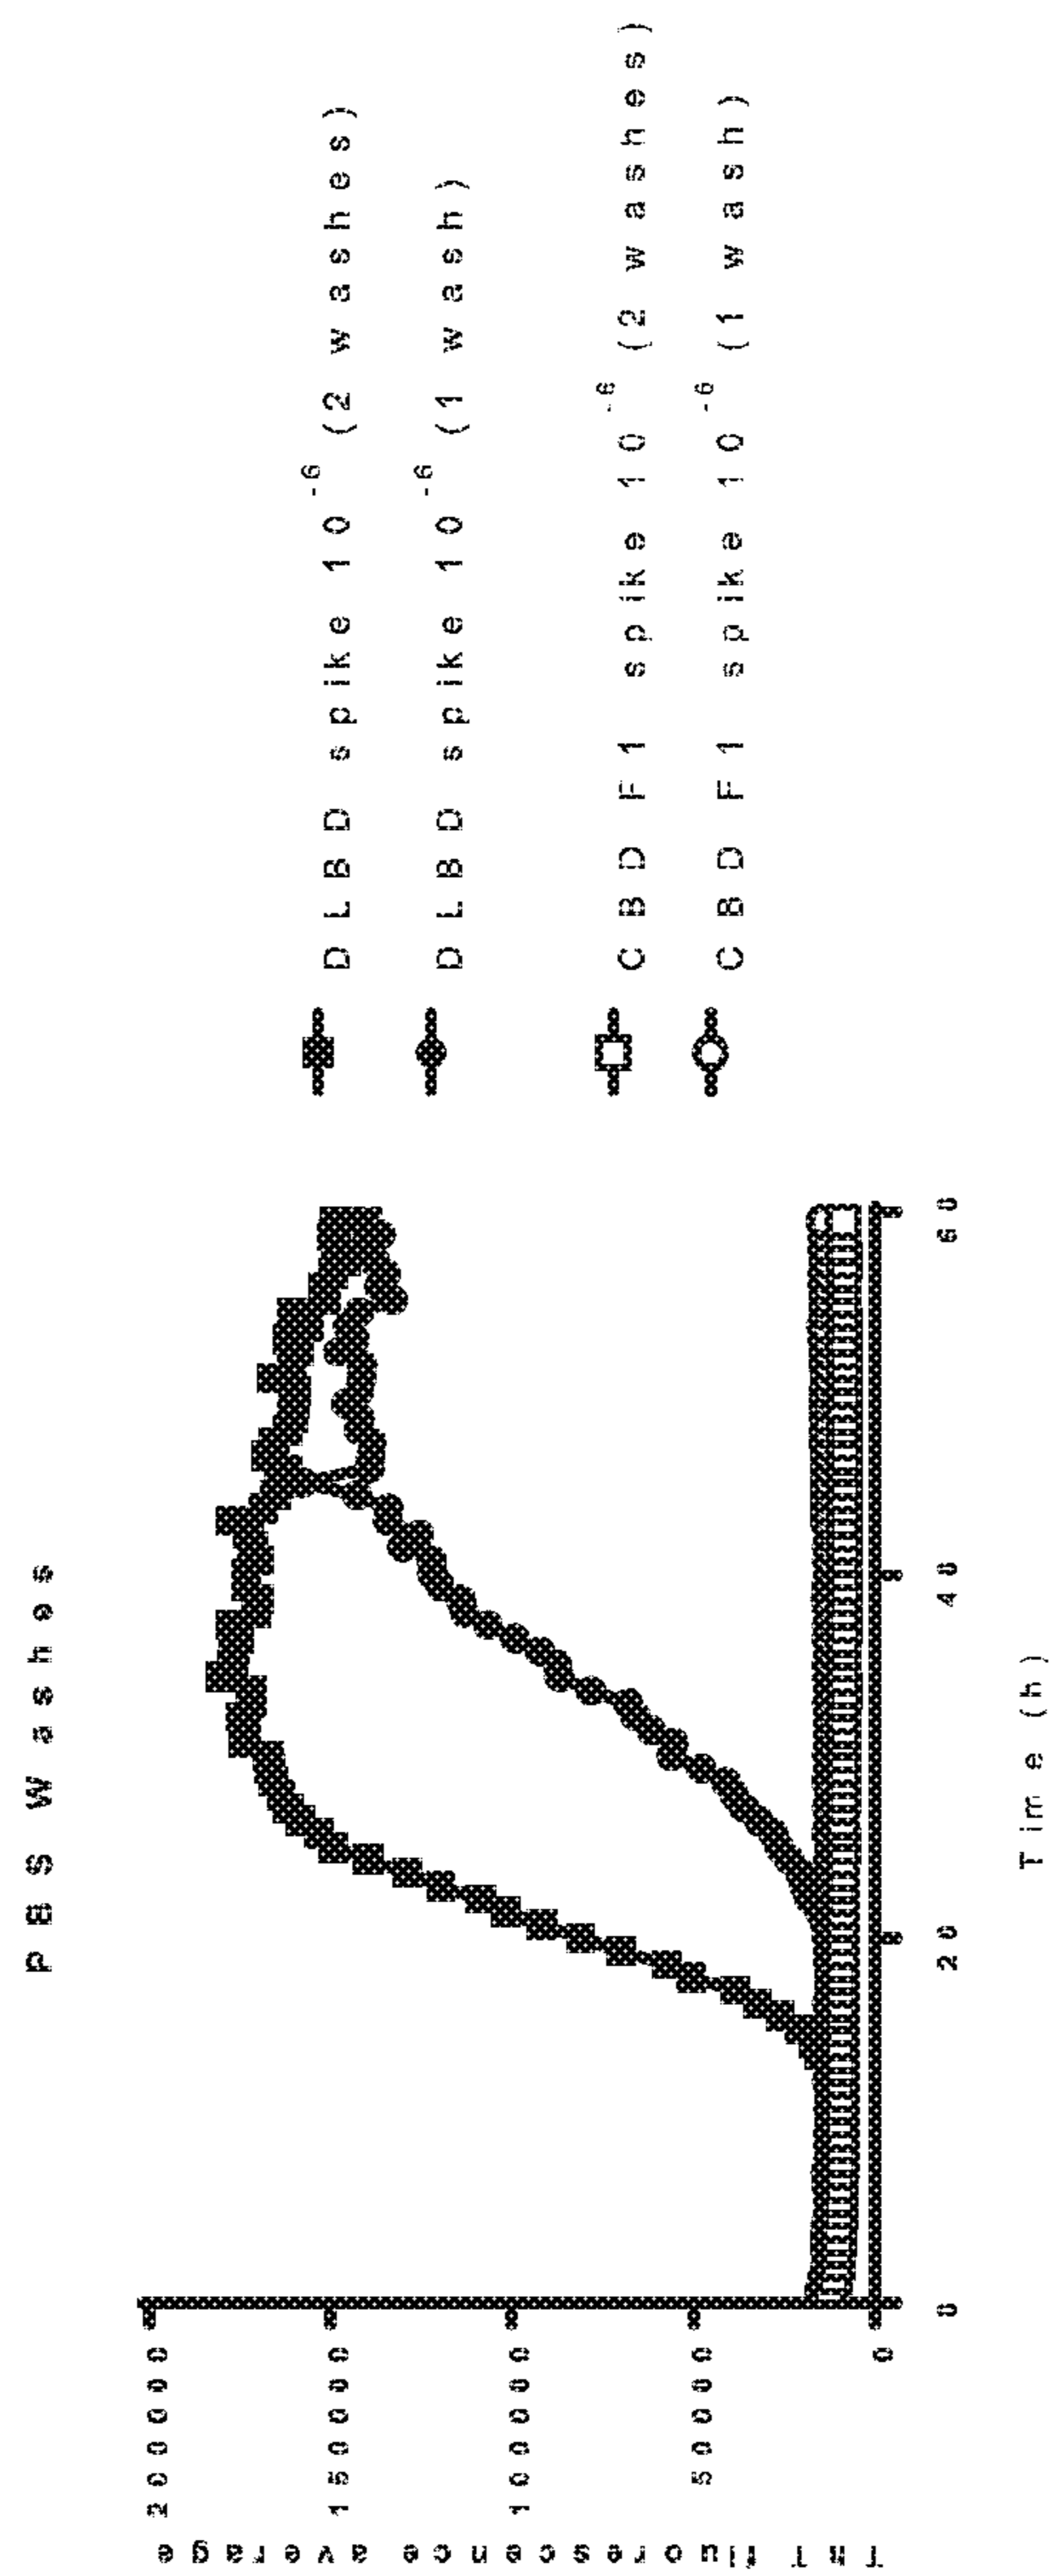 PBS Washes
ThT fluorescence average
200000
150000
100000
50000
0
0 20 40 60
Time (h)
DLBD spike 10⁻⁶ (2 washes)
DLBD spike 10⁻⁶ (1 wash)
CBD F1 spike 10⁻⁶ (2 washes)
CBD F1 spike 10⁻⁶ (1 wash)